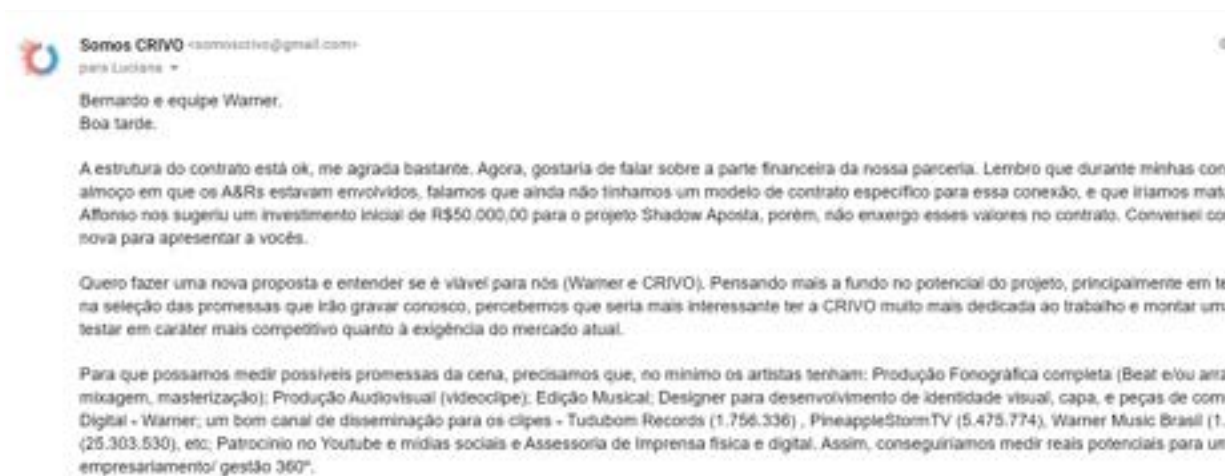 Somos CRIVO <somoscrivo@gmail.com>
para Luciana
Bernardo e equipe Warner,
Boa tarde.
A estrutura do contrato está ok, me agrada bastante. Agora, gostaria de falar sobre a parte financeira da nossa parceria. Lembro que durante minhas con
almoço em que os A&Rs estavam envolvidos, falamos que ainda não tínhamos um modelo de contrato específico para essa conexão, e que iríamos mat
Affonso nos sugeriu um investimento inicial de R$50.000,00 para o projeto Shadow Aposta, porém, não enxergo esses valores no contrato. Conversei co
nova para apresentar a vocês.
Quero fazer uma nova proposta e entender se é viável para nós (Warner e CRIVO). Pensando mais a fundo no potencial do projeto, principalmente em te
na seleção das promessas que irão gravar conosco, percebemos que seria mais interessante ter a CRIVO muito mais dedicada ao trabalho e montar um
testar em caráter mais competitivo quanto à exigência do mercado atual.
Para que possamos medir possíveis promessas da cena, precisamos que, no mínimo os artistas tenham: Produção Fonográfica completa (Beat e/ou arra
mixagem, masterização); Produção Audiovisual (videoclipe); Edição Musical; Designer para desenvolvimento de identidade visual, capa, e peças de com
Digital - Warner; um bom canal de disseminação para os clipes - Tudubom Records (1.756.336) , PineappleStormTV (5.475.774), Warner Music Brasil (1.
(25.303.530), etc; Patrocínio no Youtube e mídias sociais e Assessoria de Imprensa física e digital. Assim, conseguiríamos medir reais potenciais para um
empresariamento/ gestão 360º.